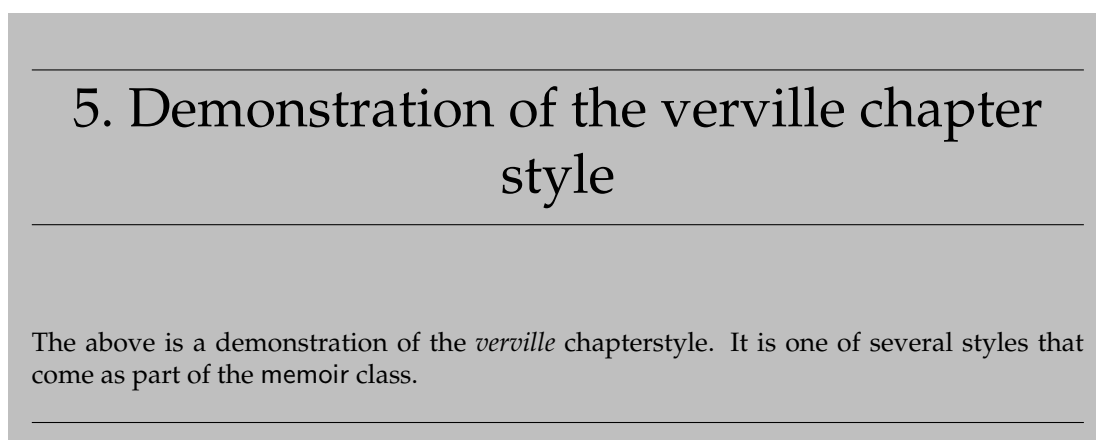 5. Demonstration of the verville chapter
style
The above is a demonstration of the verville chapterstyle. It is one of several styles that
come as part of the memoir class.